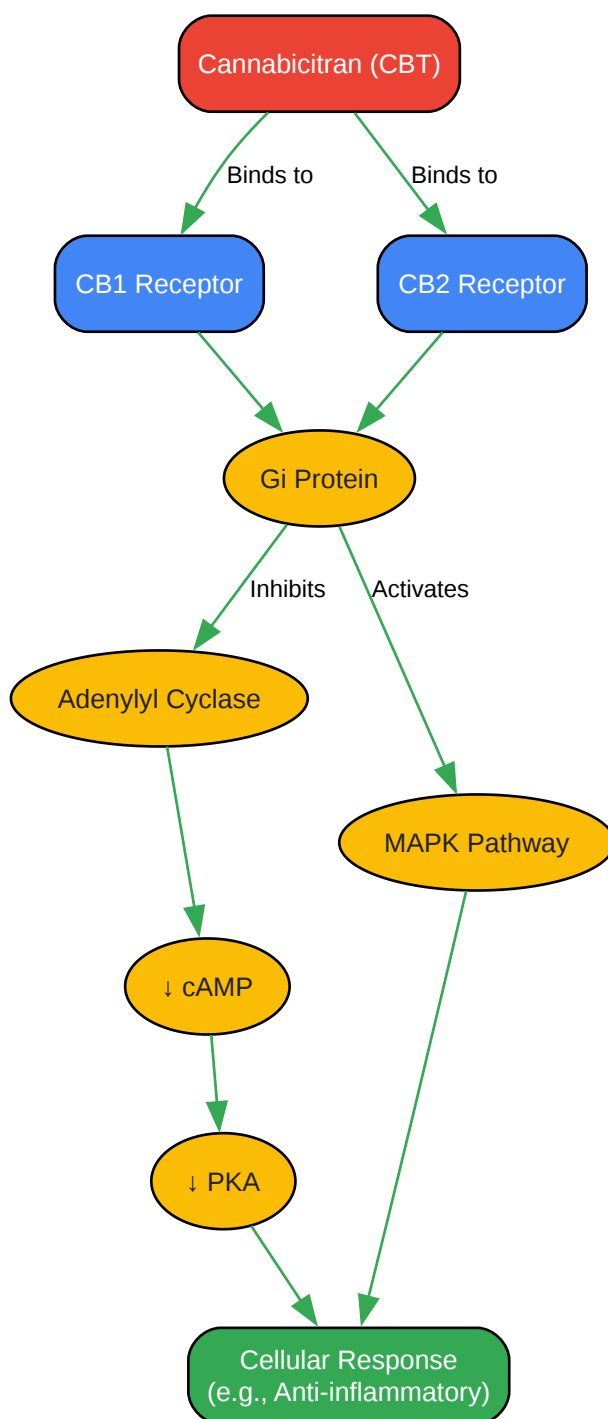 Cannabicitran (CBT)
Binds to
Binds to
CB1 Receptor
CB2 Receptor
Gi Protein
Inhibits
Activates
Adenylyl Cyclase
MAPK Pathway
↓ cAMP
↓ PKA
Cellular Response
(e.g., Anti-inflammatory)